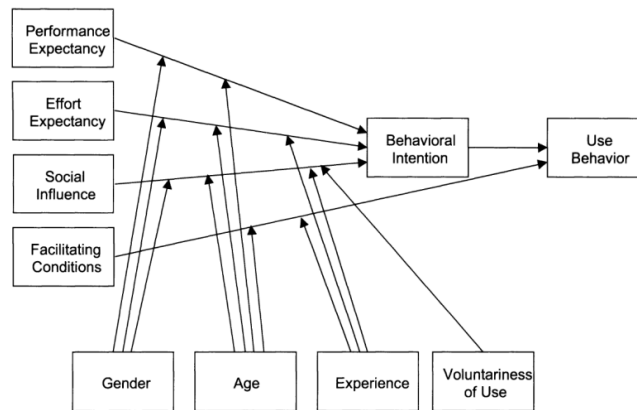 Performance
Expectancy
Effort
Expectancy
Behavioral
Intention
Use
Behavior
Social
Influence
Facilitating
Conditions
Gender
Age
Experience
Voluntariness
of Use